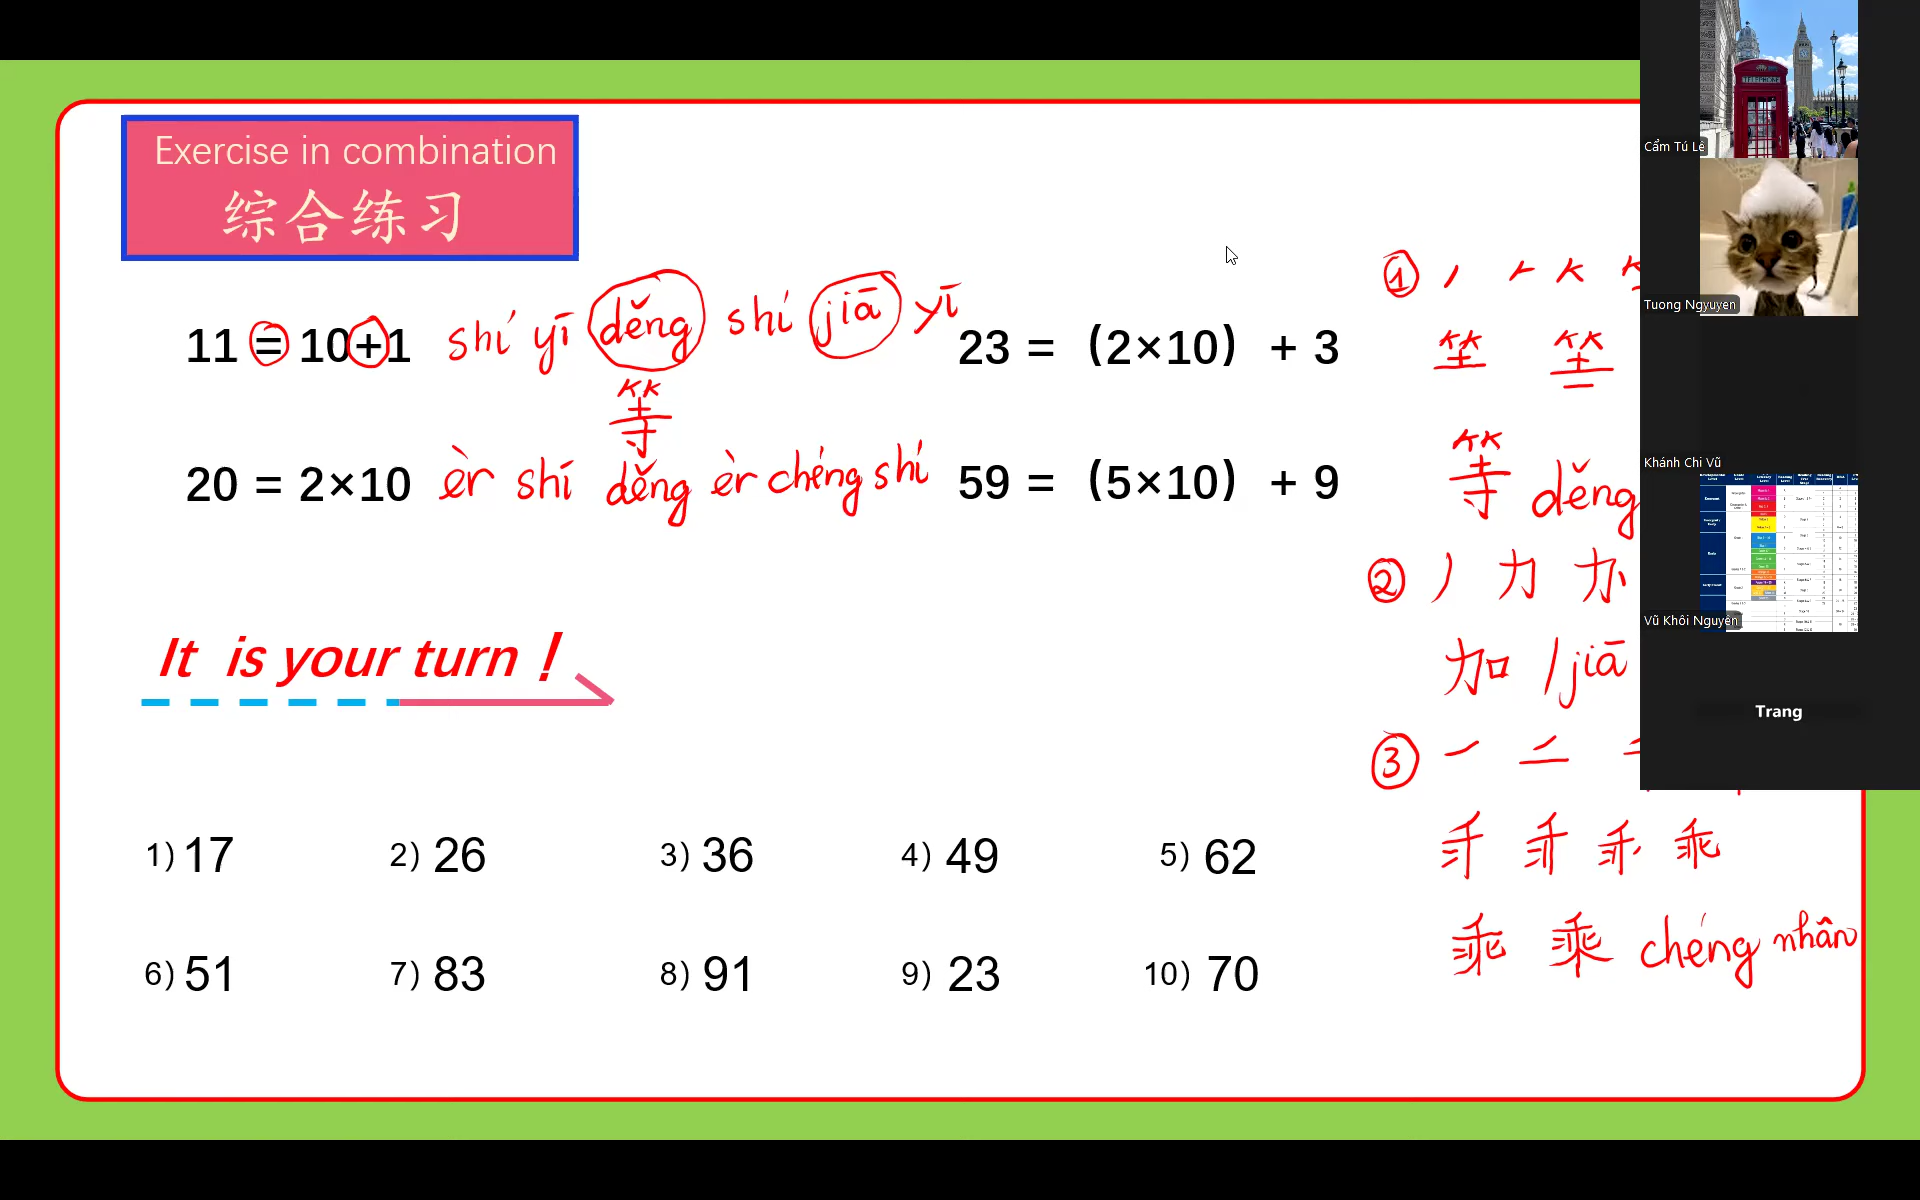 Exercise in combination
综合练习
11 = 10+1 shí yī děng shí jiā yī
等
23 = (2×10) + 3
20 = 2×10 èr shí děng èr chéng shí
59 = (5×10) + 9
It is your turn!
1) 17 2) 26 3) 36 4) 49 5) 62
6) 51 7) 83 8) 91 9) 23 10) 70
①
等 děng
② 丿 力
加 jiā
③
乘 chéng nhân
TELEPHONE
Cẩm Tú Lê
Tuong Ngyuyen
Khánh Chi Vũ
Vũ Khôi Nguyên
Trang